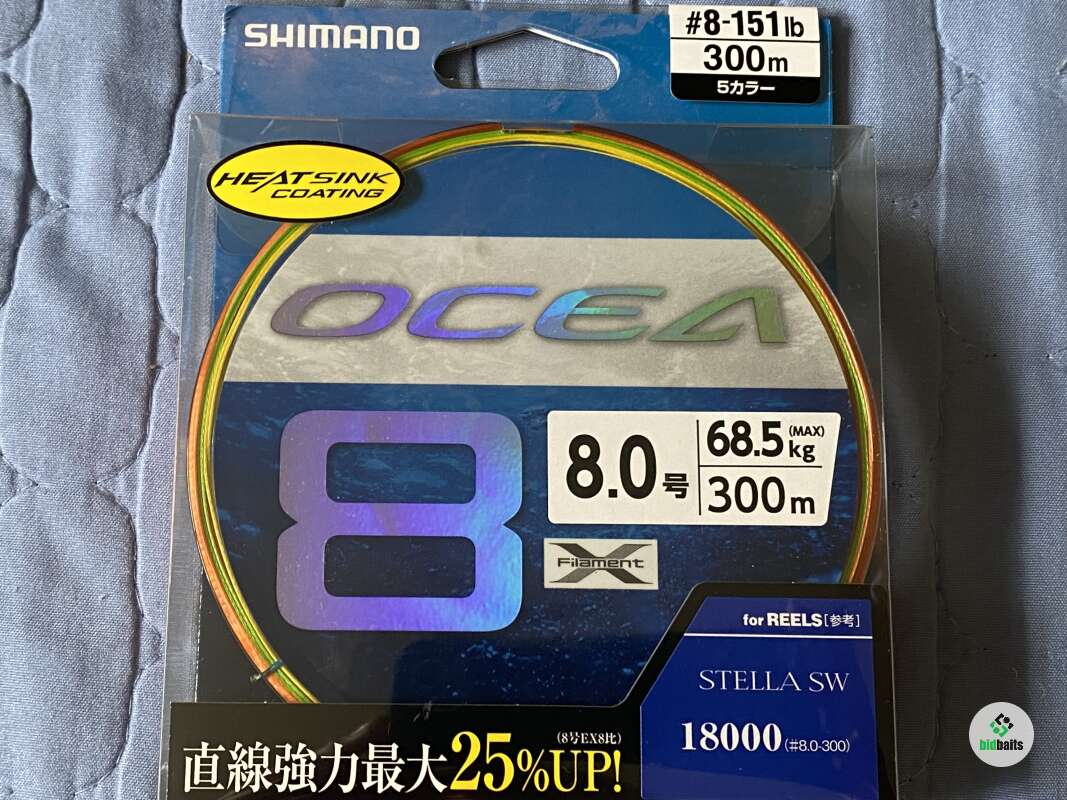 SHIMANO
#8-151lb
300m
5カラー
HEATSINK
COATING
OCEA
8
8.0号
68.5kg (MAX)
300m
X Filament
for REELS[参考]
STELLA SW
18000(#8.0-300)
(8号EX8比)
直線強力最大25%UP!
bidbaits